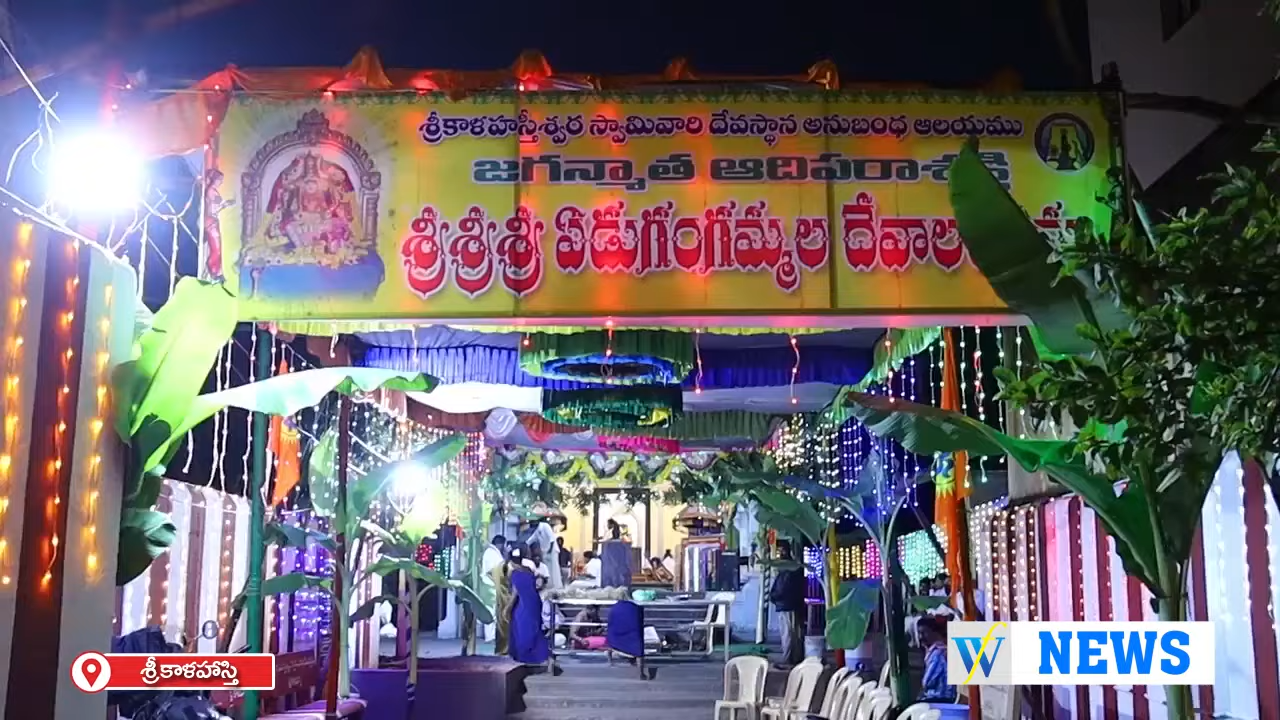 శ్రీకాళహస్తీశ్వర స్వామివారి దేవస్థాన అనుబంధ ఆలయము
జగన్మాత ఆదిపరాశక్తి
శ్రీశ్రీశ్రీ ఏడుగంగమ్మల
శ్రీకాళహస్తి
NEWS